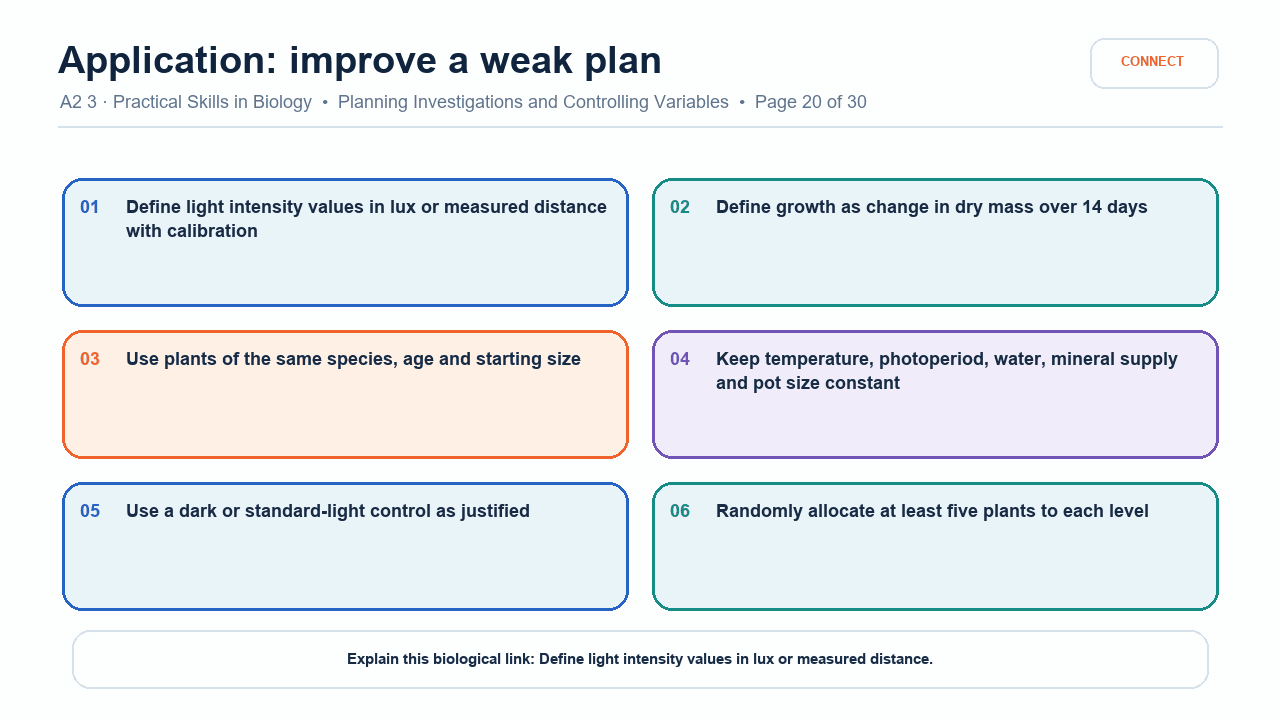 Application: improve a weak plan
CONNECT
A2 3 · Practical Skills in Biology • Planning Investigations and Controlling Variables • Page 20 of 30
01 Define light intensity values in lux or measured distance
with calibration
02 Define growth as change in dry mass over 14 days
03 Use plants of the same species, age and starting size
04 Keep temperature, photoperiod, water, mineral supply
and pot size constant
05 Use a dark or standard-light control as justified
06 Randomly allocate at least five plants to each level
Explain this biological link: Define light intensity values in lux or measured distance.